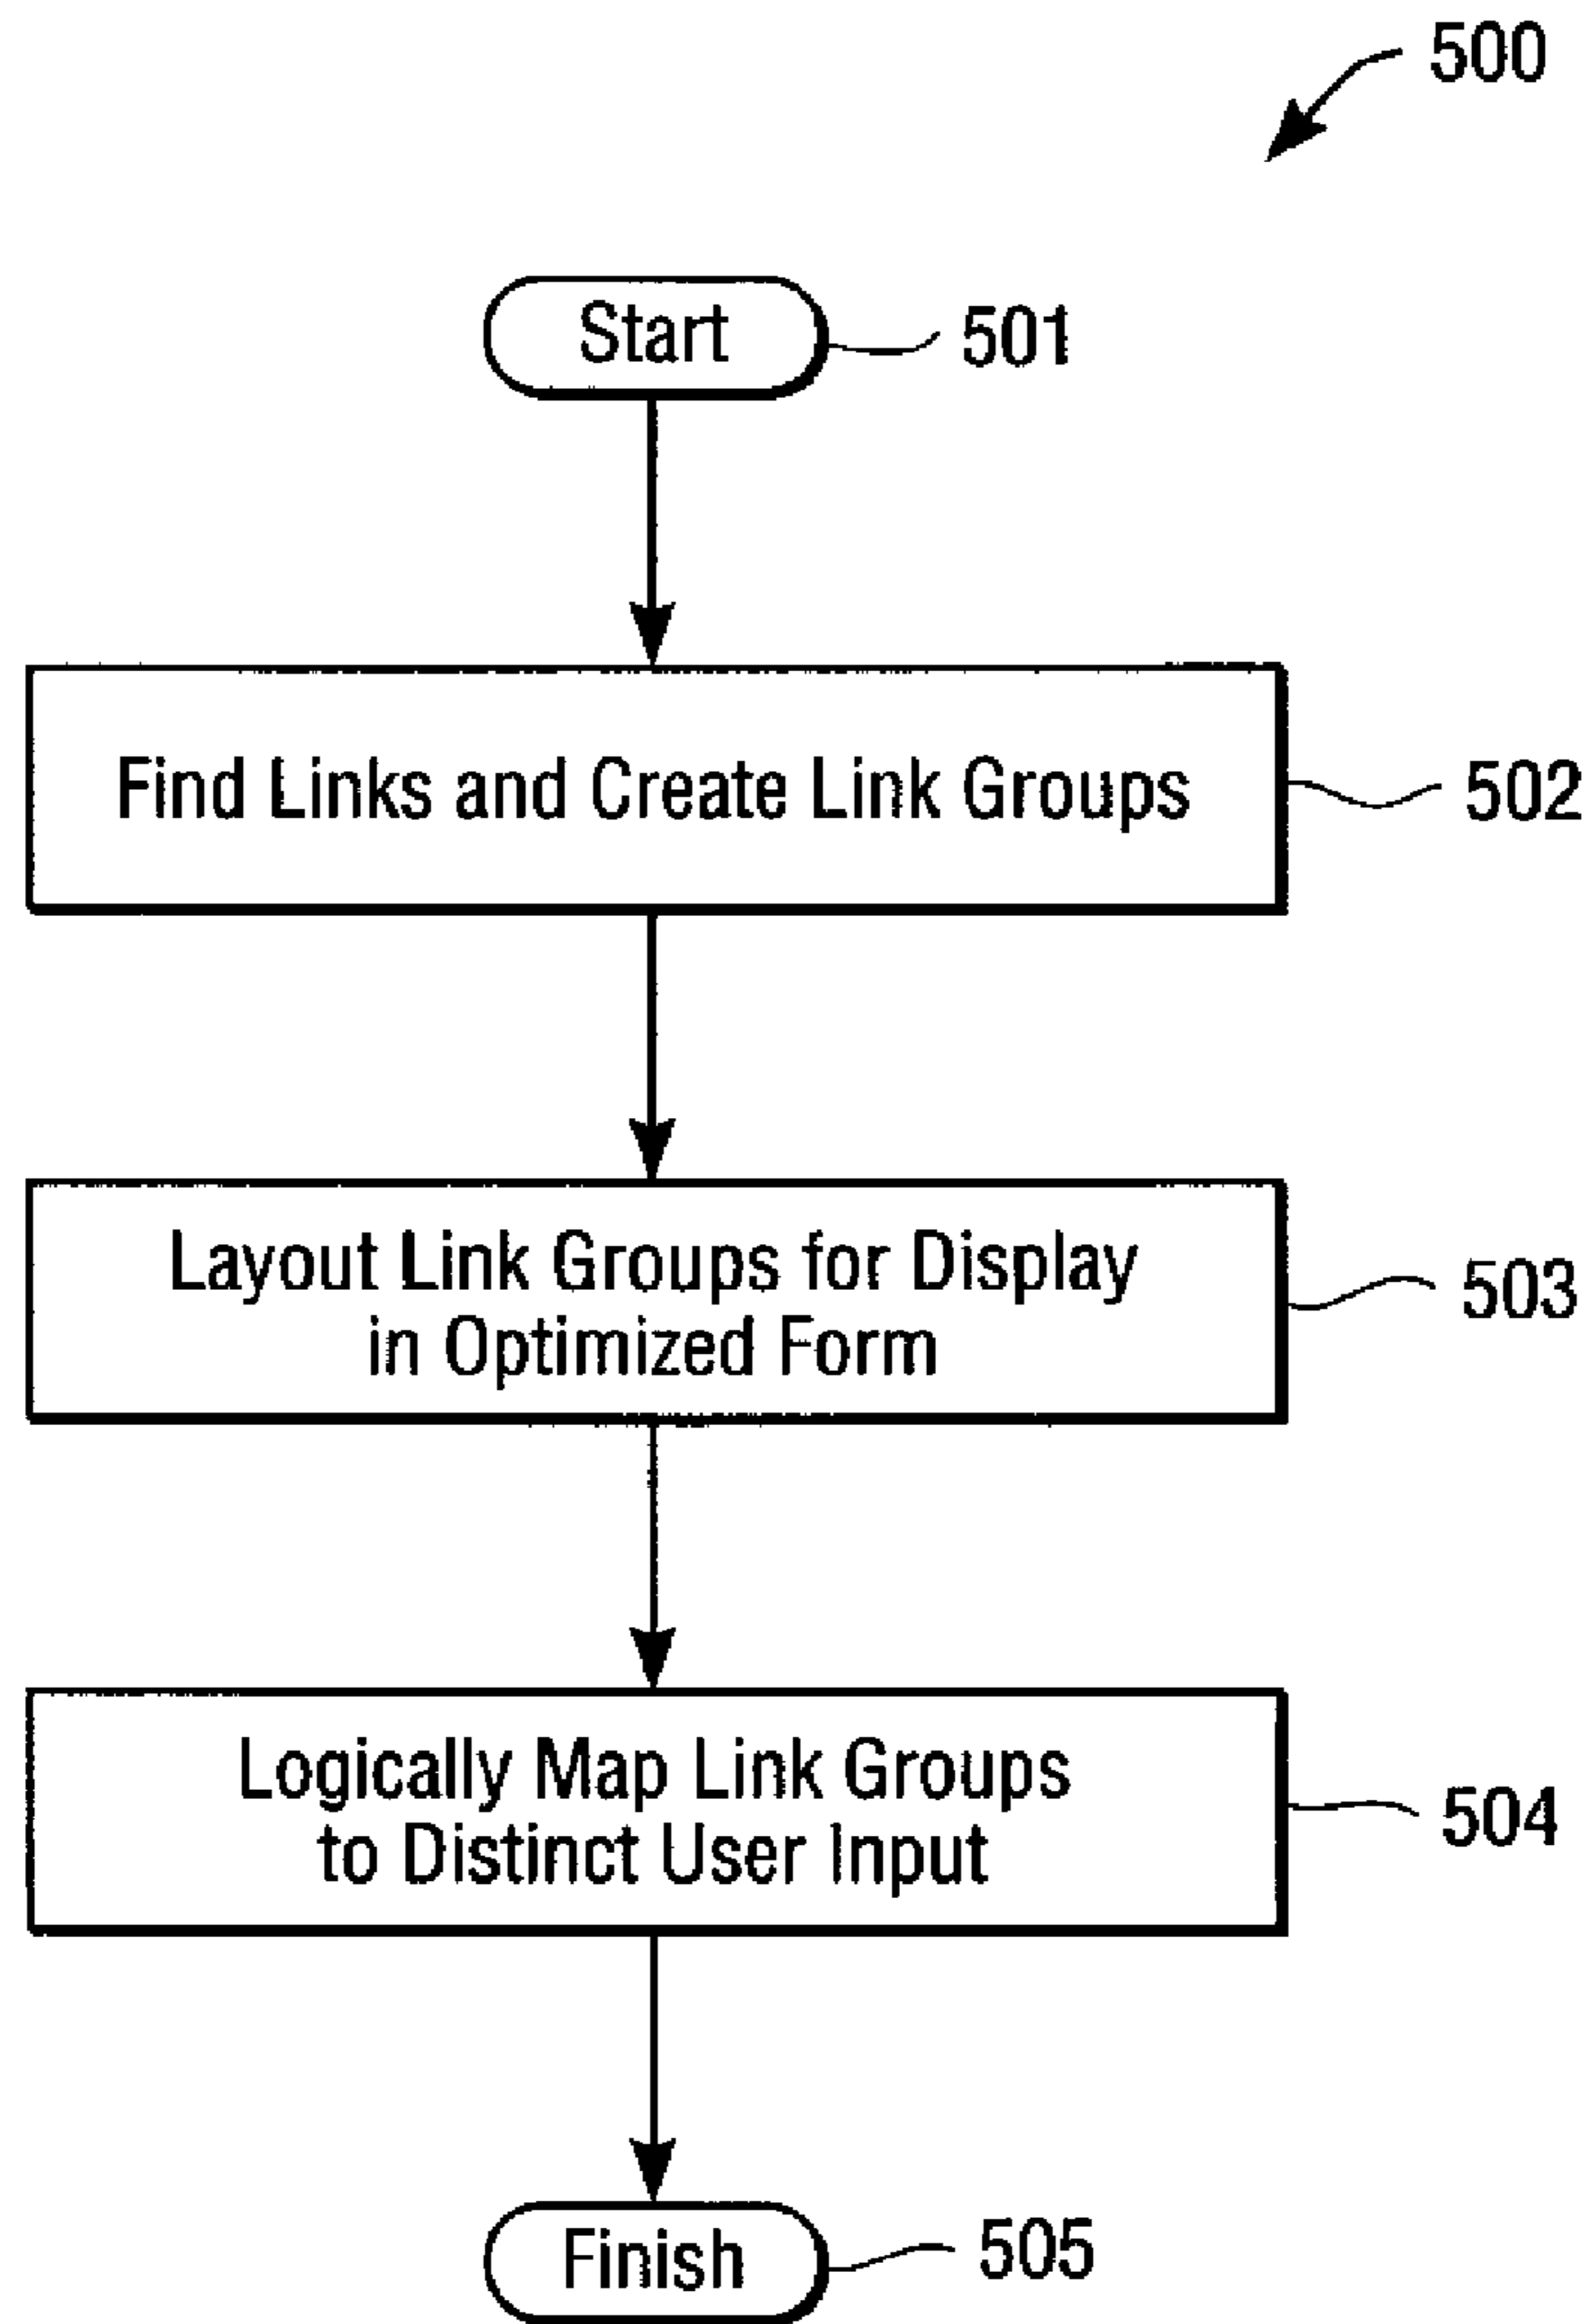 500
Start
501
Find Links and Create Link Groups
502
Layout Link Groups for Display
in Optimized Form
503
Logically Map Link Groups
to Distinct User Input
504
Finish
505